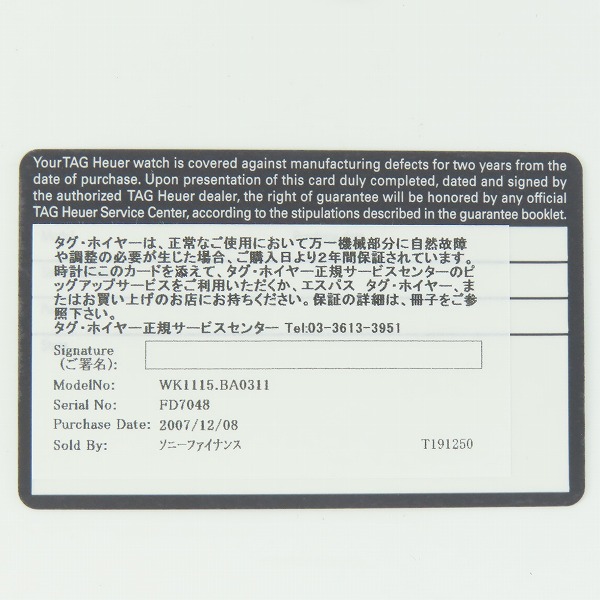 Your TAG Heuer watch is covered against manufacturing defects for two years from the
date of purchase. Upon presentation of this card duly completed, dated and signed by
the authorized TAG Heuer dealer, the right of guarantee will be honored by any official
TAG Heuer Service Center, according to the stipulations described in the guarantee booklet.
タグ・ホイヤーは、正常なご使用において万一機械部分に自然故障
や調整の必要が生じた場合、ご購入日より2年間保証されています。
時計にこのカードを添えて、タグ・ホイヤー正規サービスセンターのピ
ッグアップサービスをご利用いただくか、エスパス タグ・ホイヤー、ま
たはお買い上げのお店にお持ちください。保証の詳細は、冊子をご参
照下さい。
タグ・ホイヤー正規サービスセンター Tel:03-3613-3951
Signature
(ご署名):
ModelNo: WK1115.BA0311
Serial No: FD7048
Purchase Date: 2007/12/08
Sold By: ソニーファイナンス T191250